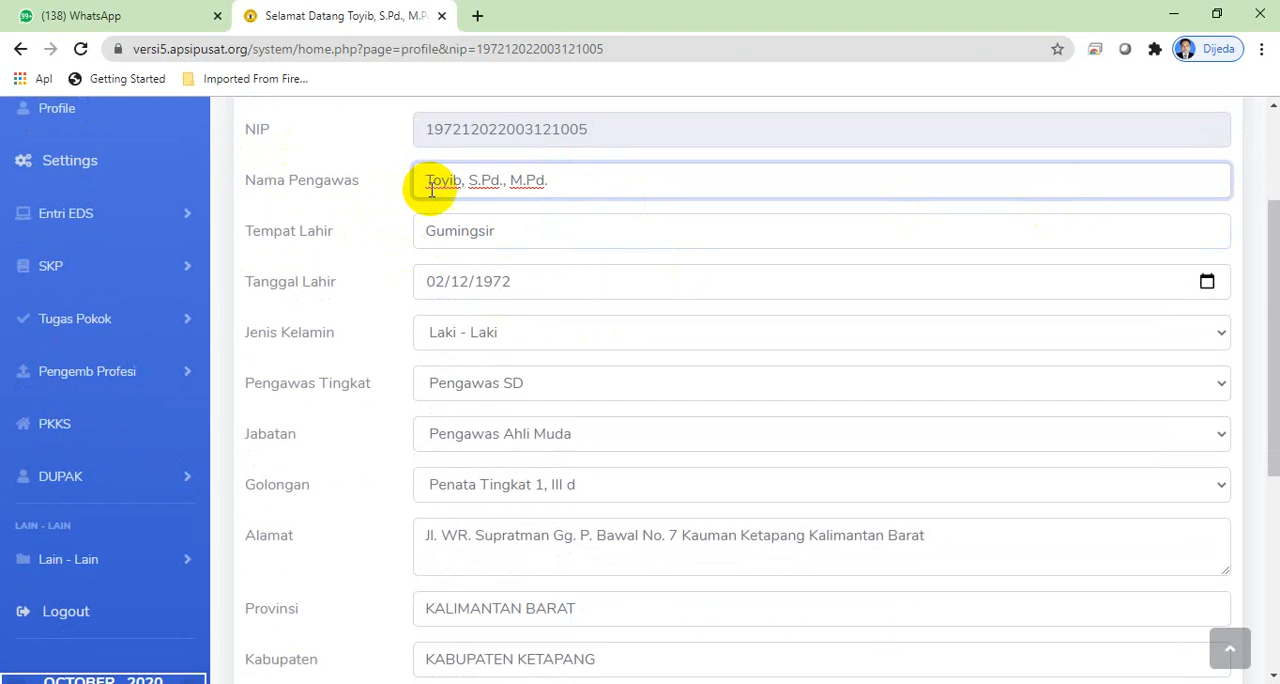 (138) WhatsApp
Selamat Datang Toyib, S.Pd., M.P
versi5.apsipusat.org/system/home.php?page=profile&nip=197212022003121005
Dijeda
Apl
Getting Started
Imported From Fire...
Profile
Settings
Entri EDS
SKP
Tugas Pokok
Pengemb Profesi
PKKS
DUPAK
LAIN - LAIN
Lain - Lain
Logout
OCTOBER 2020
NIP
197212022003121005
Nama Pengawas
Toyib, S.Pd., M.Pd.
Tempat Lahir
Gumingsir
Tanggal Lahir
02/12/1972
Jenis Kelamin
Laki - Laki
Pengawas Tingkat
Pengawas SD
Jabatan
Pengawas Ahli Muda
Golongan
Penata Tingkat 1, III d
Alamat
Jl. WR. Supratman Gg. P. Bawal No. 7 Kauman Ketapang Kalimantan Barat
Provinsi
KALIMANTAN BARAT
Kabupaten
KABUPATEN KETAPANG